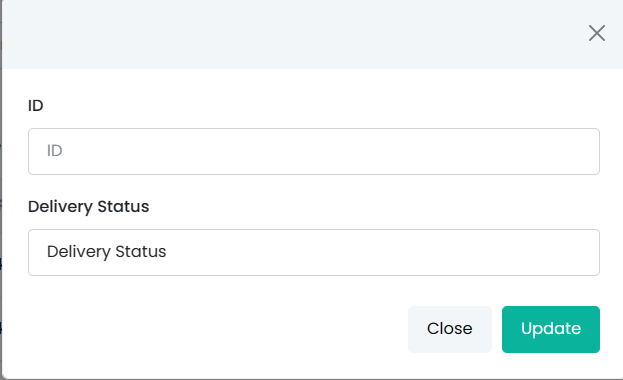 ID
ID
Delivery Status
Delivery Status
Close Update